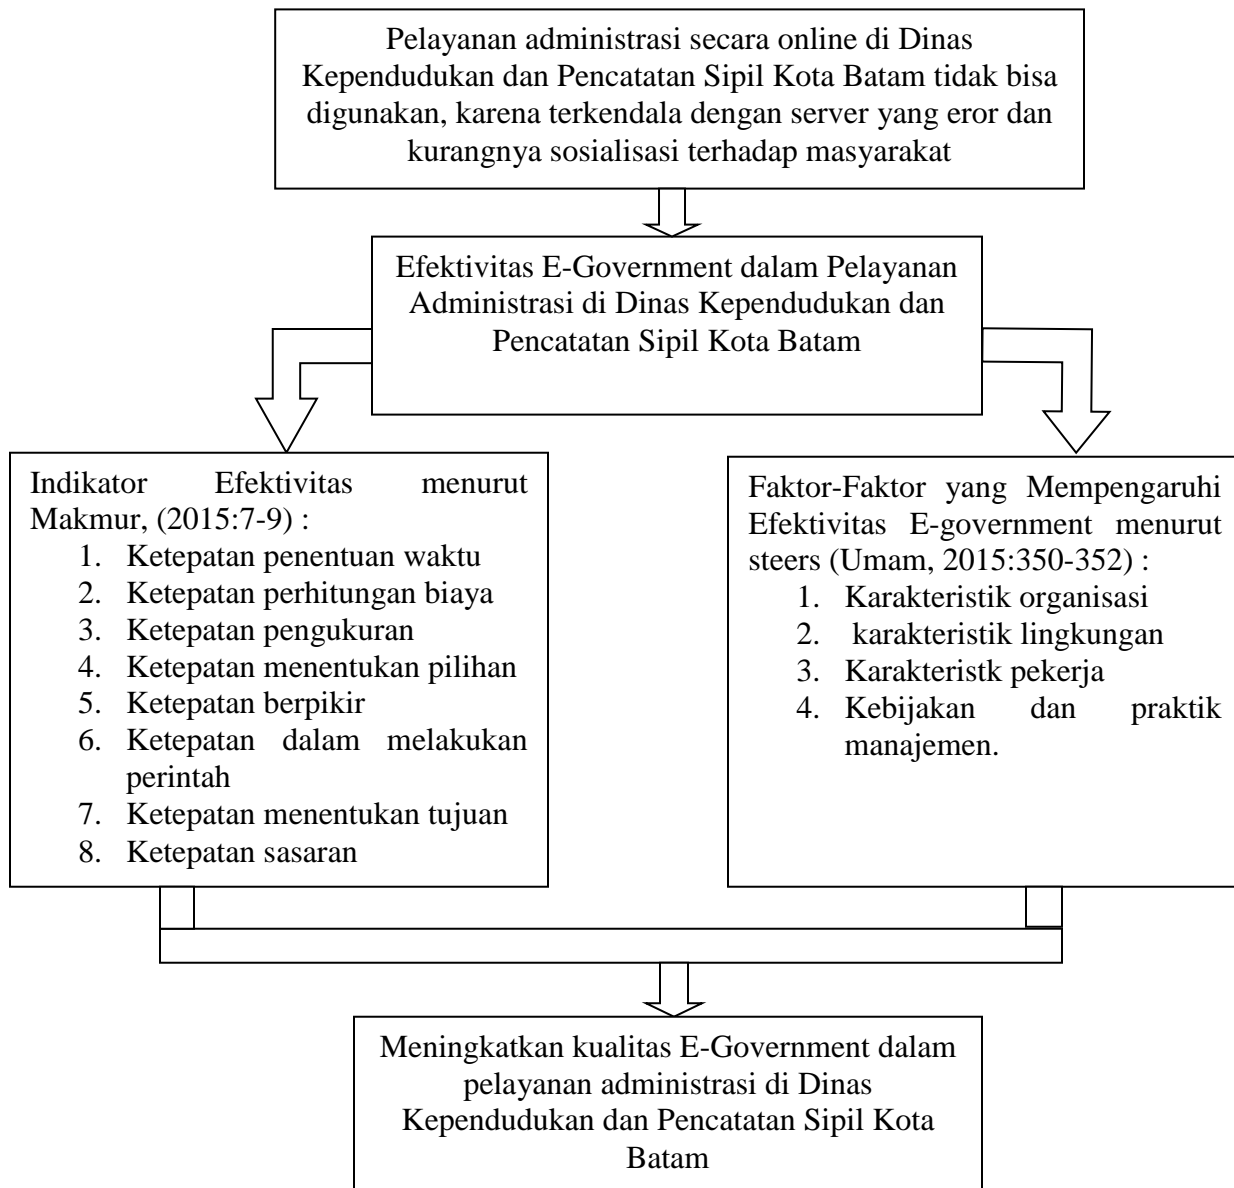 Pelayanan administrasi secara online di Dinas
Kependudukan dan Pencatatan Sipil Kota Batam tidak bisa
digunakan, karena terkendala dengan server yang eror dan
kurangnya sosialisasi terhadap masyarakat
Efektivitas E-Government dalam Pelayanan
Administrasi di Dinas Kependudukan dan
Pencatatan Sipil Kota Batam
Indikator Efektivitas menurut
Makmur, (2015:7-9) :
1. Ketepatan penentuan waktu
2. Ketepatan perhitungan biaya
3. Ketepatan pengukuran
4. Ketepatan menentukan pilihan
5. Ketepatan berpikir
6. Ketepatan dalam melakukan
perintah
7. Ketepatan menentukan tujuan
8. Ketepatan sasaran
Faktor-Faktor yang Mempengaruhi
Efektivitas E-government menurut
steers (Umam, 2015:350-352) :
1. Karakteristik organisasi
2. karakteristik lingkungan
3. Karakteristk pekerja
4. Kebijakan dan praktik
manajemen.
Meningkatkan kualitas E-Government dalam
pelayanan administrasi di Dinas
Kependudukan dan Pencatatan Sipil Kota
Batam